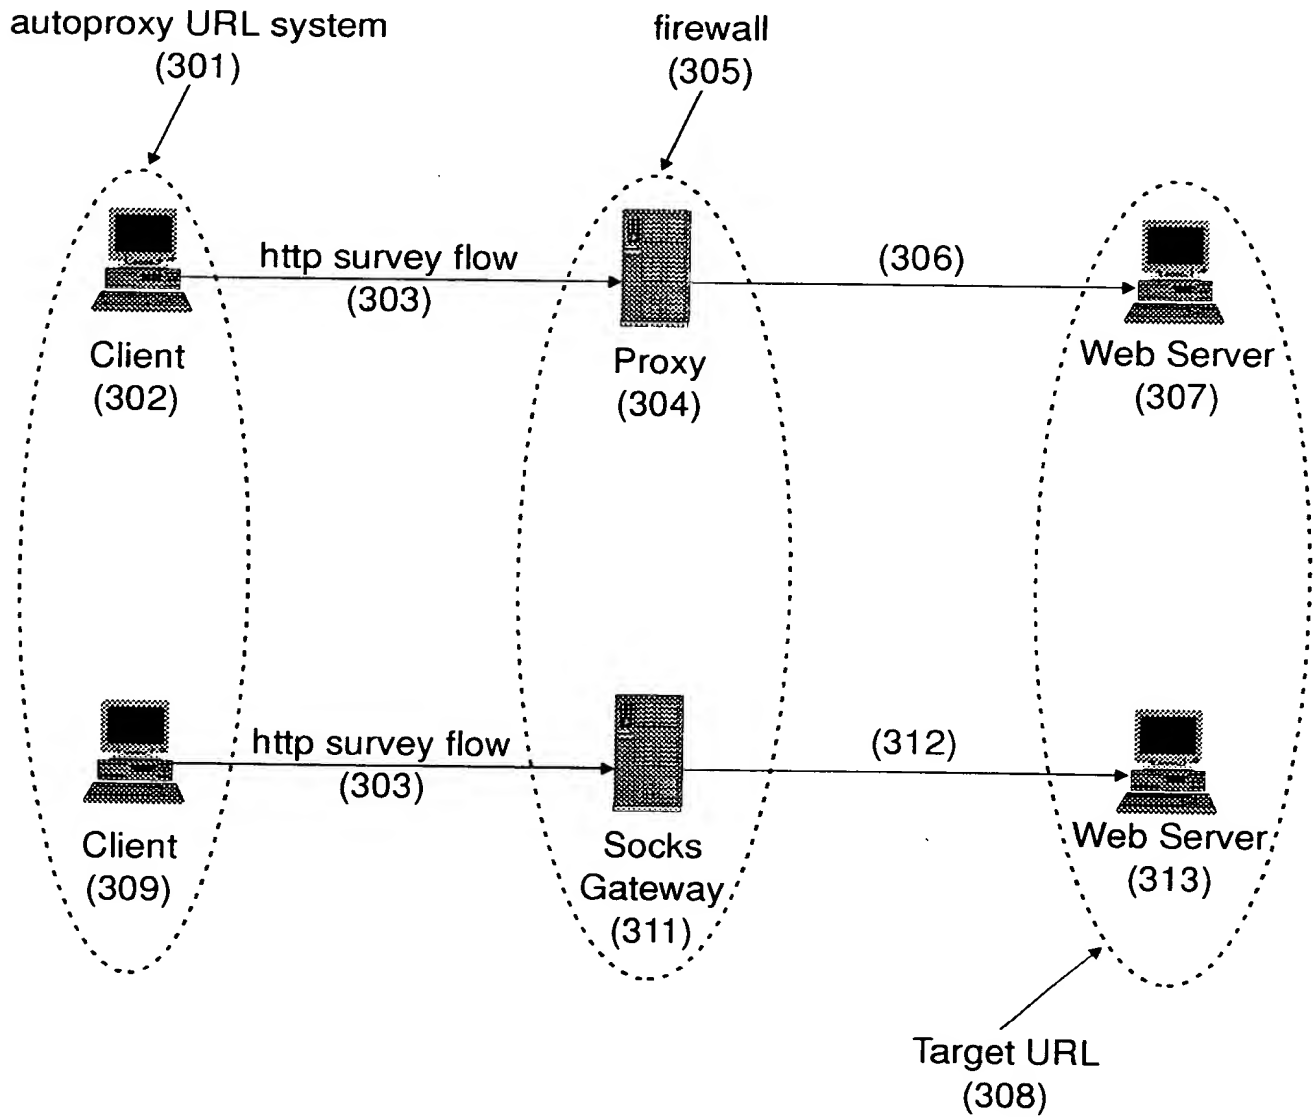 autoproxy URL system
(301)
firewall
(305)
http survey flow
(303)
(306)
Client
(302)
Proxy
(304)
Web Server
(307)
http survey flow
(303)
(312)
Client
(309)
Socks
Gateway
(311)
Web Server
(313)
Target URL
(308)